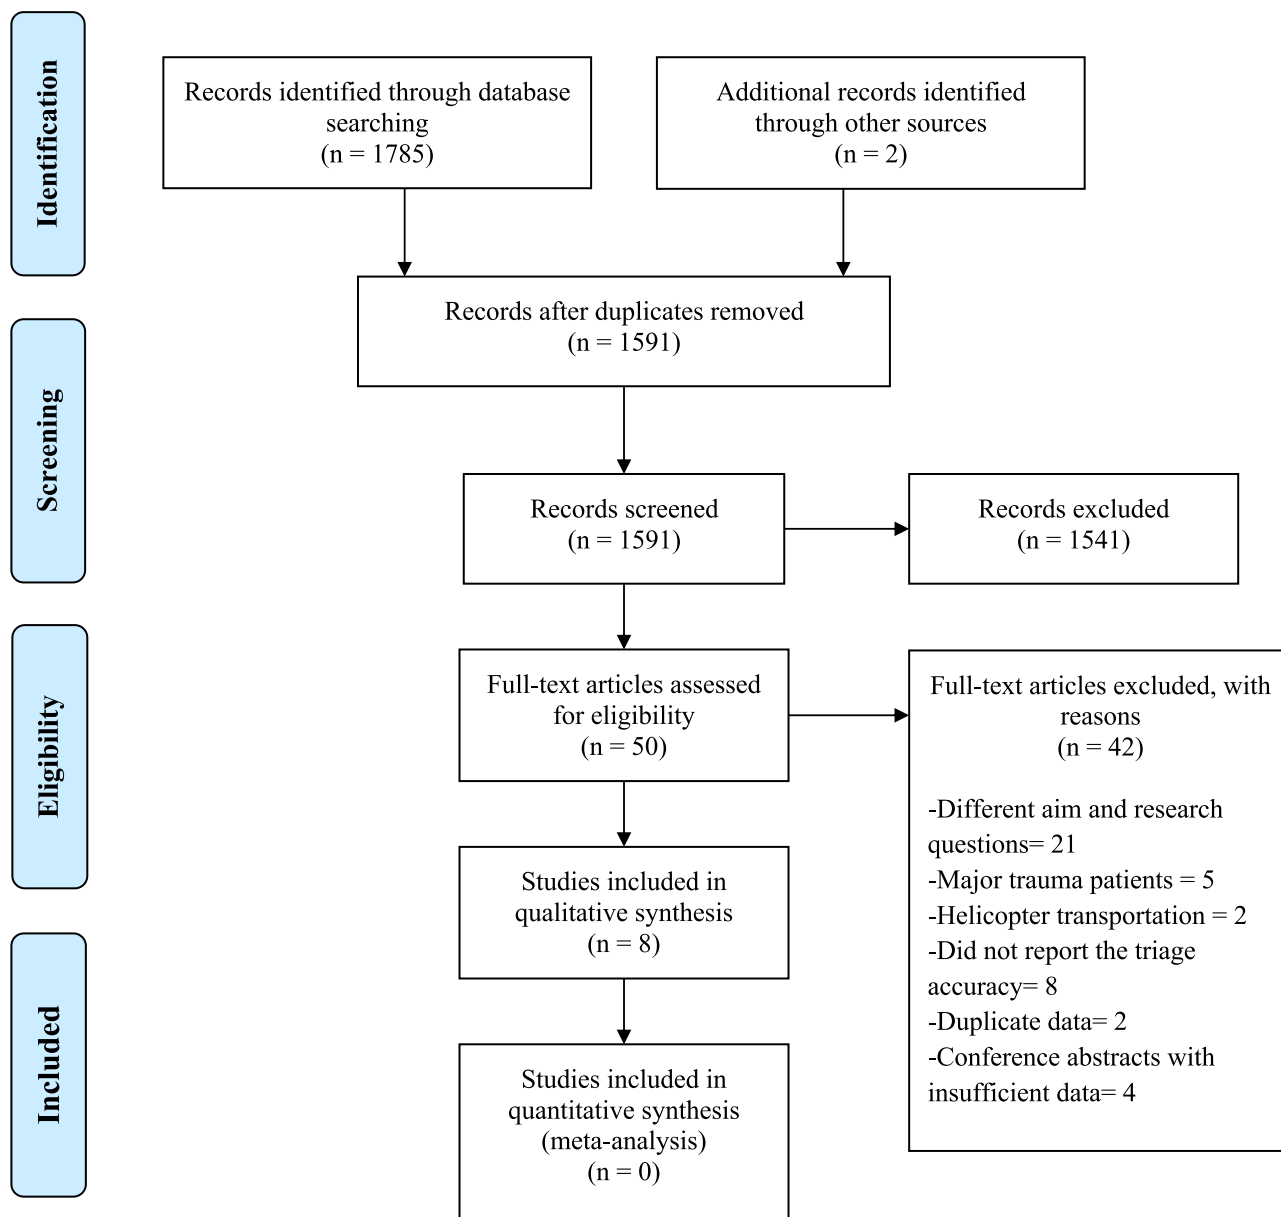 Identification
Records identified through database
searching
(n = 1785)
Additional records identified
through other sources
(n = 2)
Records after duplicates removed
(n = 1591)
Screening
Records screened
(n = 1591)
Records excluded
(n = 1541)
Eligibility
Full-text articles assessed
for eligibility
(n = 50)
Full-text articles excluded, with
reasons
(n = 42)
-Different aim and research
questions= 21
-Major trauma patients = 5
-Helicopter transportation = 2
-Did not report the triage
accuracy= 8
-Duplicate data= 2
-Conference abstracts with
insufficient data= 4
Studies included in
qualitative synthesis
(n = 8)
Included
Studies included in
quantitative synthesis
(meta-analysis)
(n = 0)